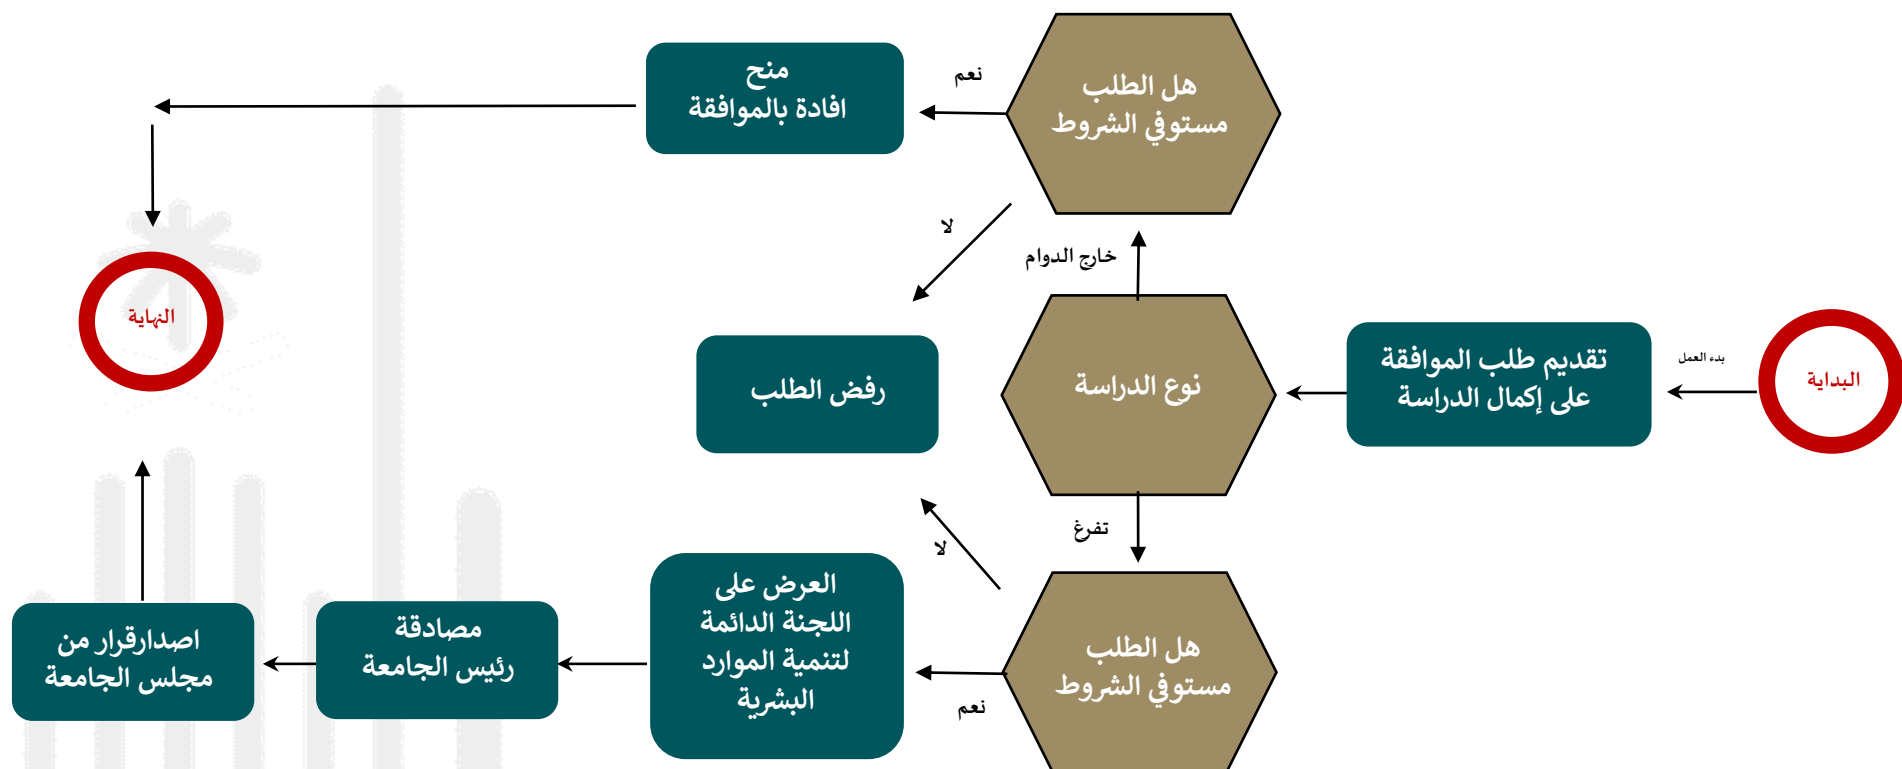 البداية
بدء العمل
تقديم طلب الموافقة
على إكمال الدراسة
نوع الدراسة
خارج الدوام
هل الطلب
مستوفي الشروط
نعم
منح
افادة بالموافقة
لا
رفض الطلب
النهاية
تفرغ
هل الطلب
مستوفي الشروط
لا
نعم
العرض على
اللجنة الدائمة
لتنمية الموارد
البشرية
مصادقة
رئيس الجامعة
اصدارقرار من
مجلس الجامعة